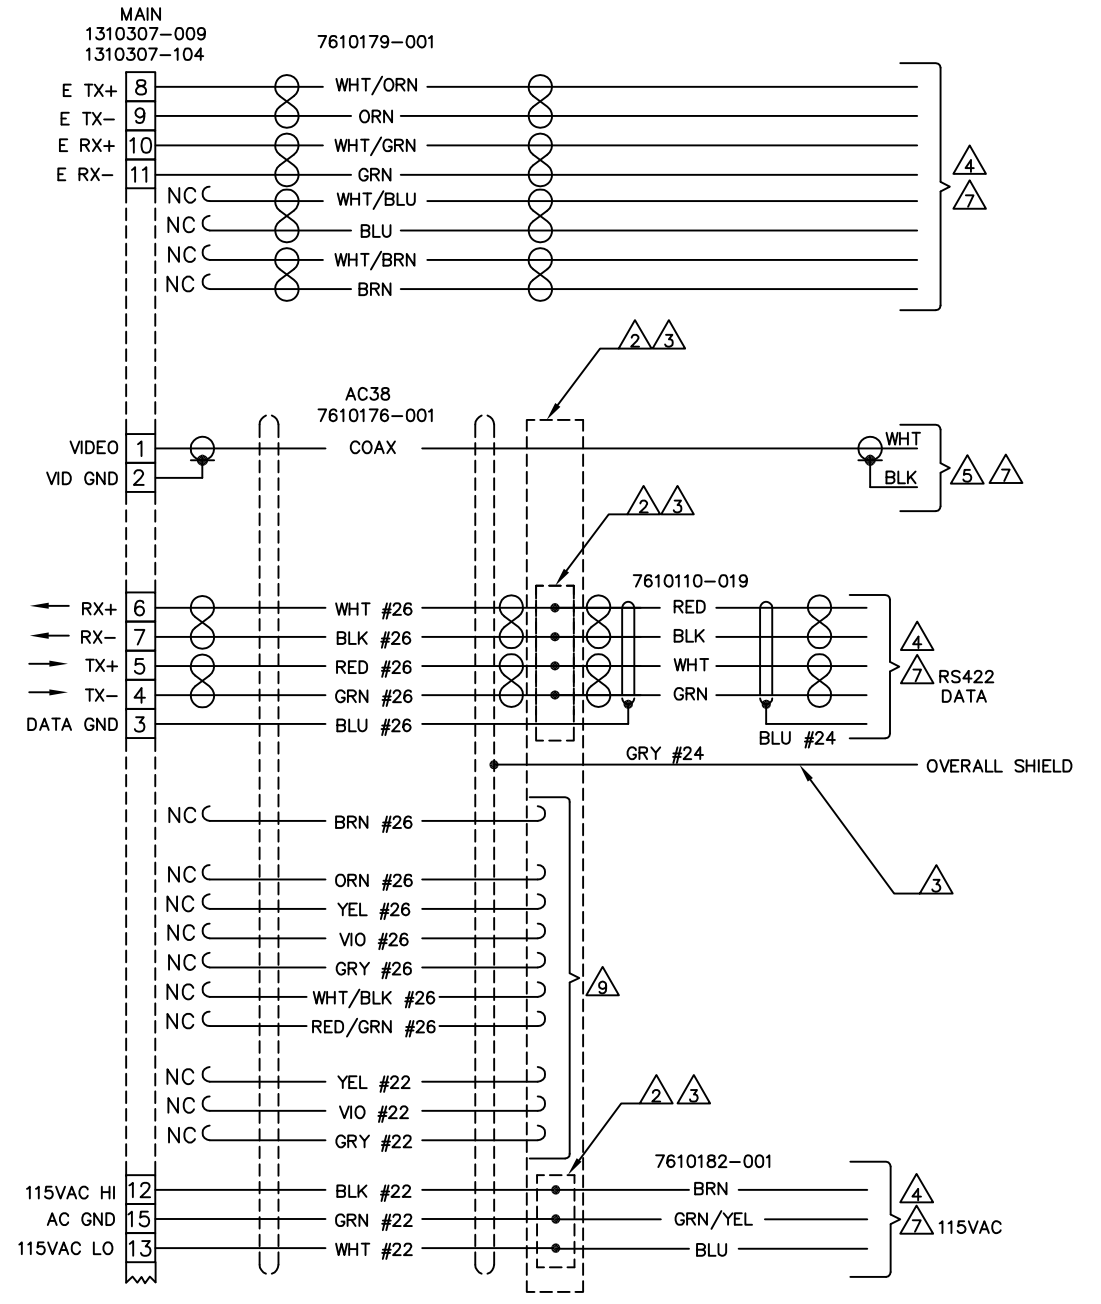 MAIN
1310307-009
1310307-104
7610179-001
E TX+ 8 WHT/ORN
E TX- 9 ORN
E RX+ 10 WHT/GRN
E RX- 11 GRN
4
7
NC WHT/BLU
NC BLU
NC WHT/BRN
NC BRN
2 3
AC38
7610176-001
VIDEO 1 COAX WHT
VID GND 2 BLK
5 7
2 3
7610110-019
RX+ 6 WHT #26 RED
RX- 7 BLK #26 BLK
TX+ 5 RED #26 WHT
TX- 4 GRN #26 GRN
4
7 RS422
DATA
DATA GND 3 BLU #26 BLU #24
GRY #24 OVERALL SHIELD
NC BRN #26
3
NC ORN #26
NC YEL #26
NC VIO #26
NC GRY #26
9
NC WHT/BLK #26
NC RED/GRN #26
NC YEL #22
2 3
NC VIO #22
NC GRY #22
7610182-001
115VAC HI 12 BLK #22 BRN
AC GND 15 GRN #22 GRN/YEL
115VAC LO 13 WHT #22 BLU
4
7 115VAC